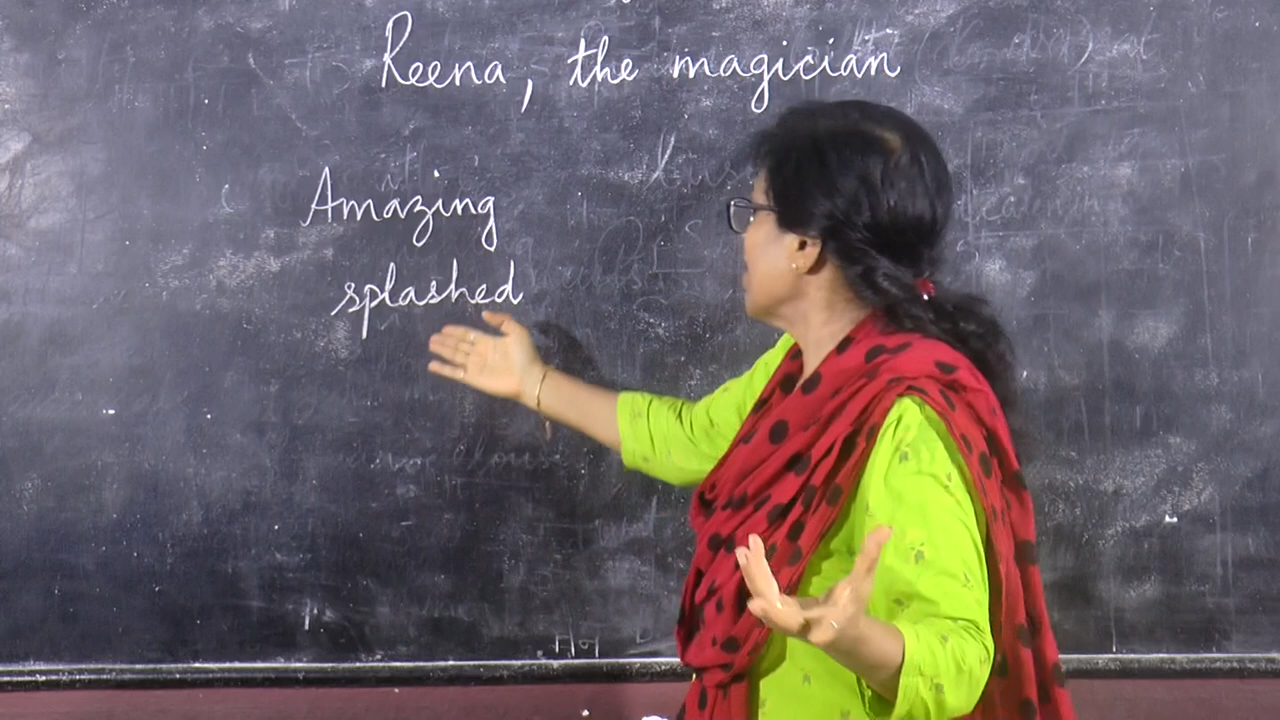 Reena, the magician
Amazing
splashed